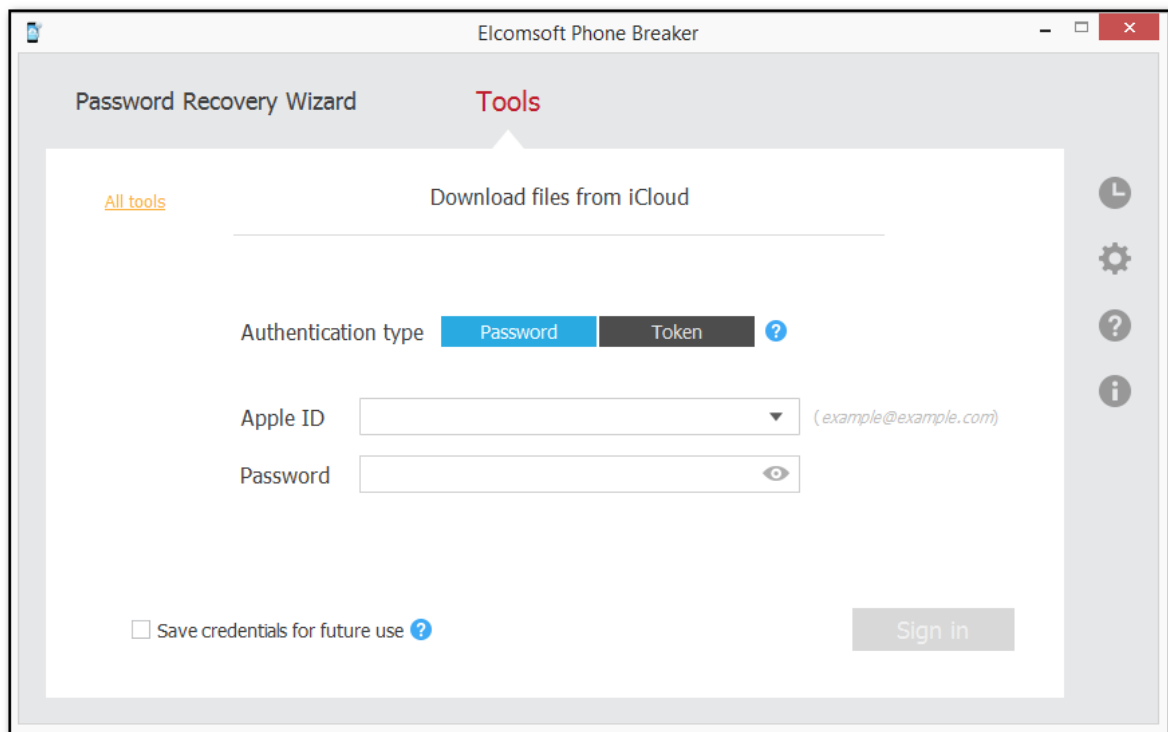 Elcomsoft Phone Breaker
Password Recovery Wizard Tools
All tools Download files from iCloud
Authentication type Password Token ?
Apple ID (example@example.com)
Password
Save credentials for future use ? Sign in